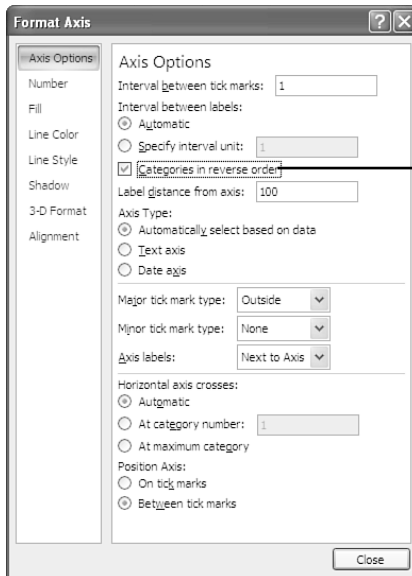 Format Axis
Axis Options
Number
Fill
Line Color
Line Style
Shadow
3-D Format
Alignment
Axis Options
Interval between tick marks: 1
Interval between labels:
Automatic
Specify interval unit: 1
Categories in reverse order
Label distance from axis: 100
Axis Type:
Automatically select based on data
Text axis
Date axis
Major tick mark type: Outside
Minor tick mark type: None
Axis labels: Next to Axis
Horizontal axis crosses:
Automatic
At category number: 1
At maximum category
Position Axis:
On tick marks
Between tick marks
Close